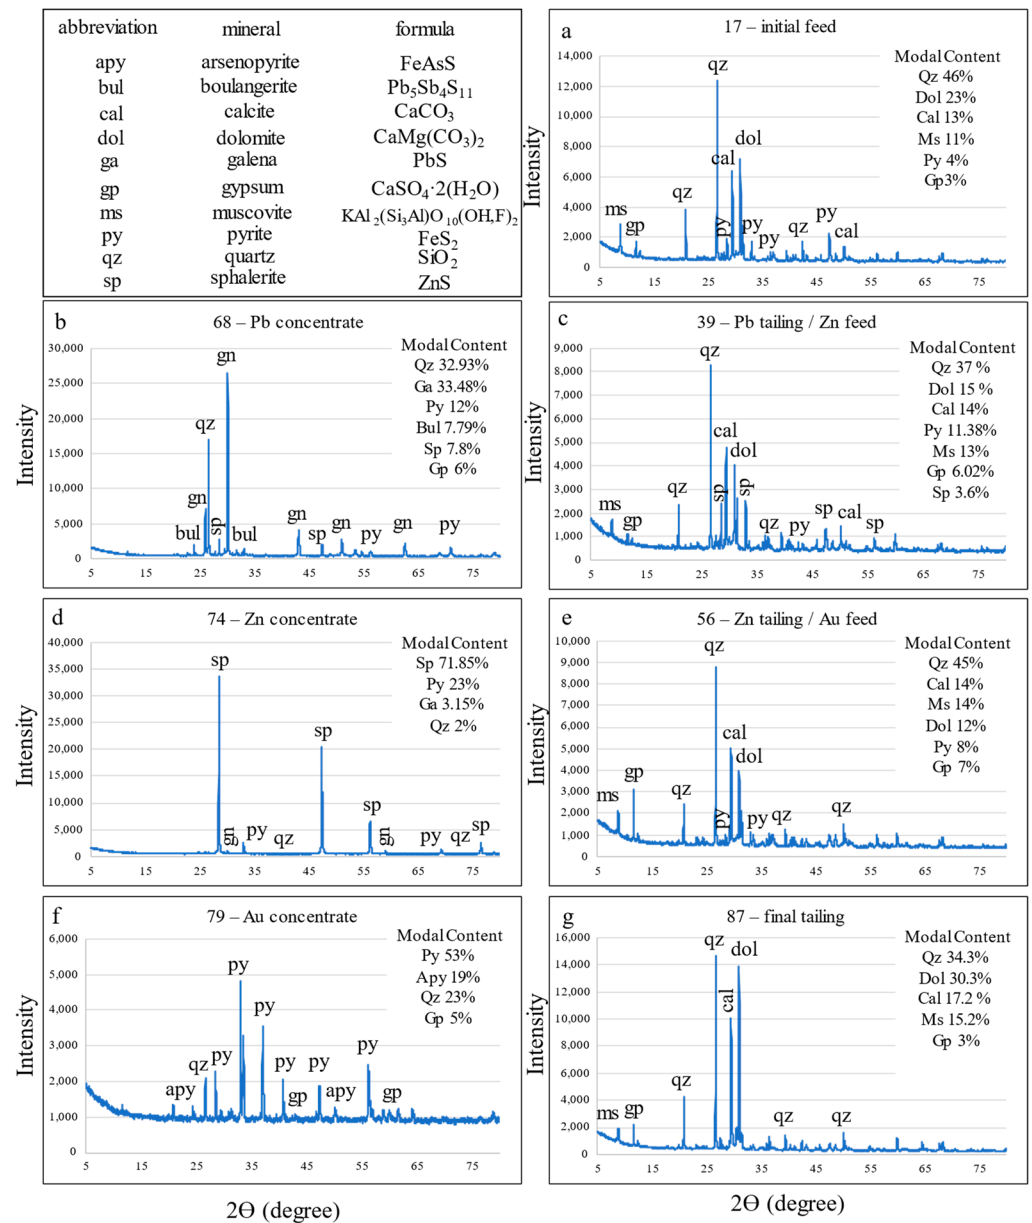 abbreviation mineral formula
apy arsenopyrite FeAsS
bul boulangerite Pb5Sb4S11
cal calcite CaCO3
dol dolomite CaMg(CO3)2
ga galena PbS
gp gypsum CaSO4·2(H2O)
ms muscovite KAl2(Si3Al)O10(OH,F)2
py pyrite FeS2
qz quartz SiO2
sp sphalerite ZnS
a
17 – initial feed
Intensity
14,000
12,000
10,000
8,000
6,000
4,000
2,000
0
5 15 25 35 45 55 65 75
ms gp qz qz py cal dol py py qz py cal
Modal Content
Qz 46%
Dol 23%
Cal 13%
Ms 11%
Py 4%
Gp3%
b
68 – Pb concentrate
Intensity
30,000
25,000
20,000
15,000
10,000
5,000
0
5 15 25 35 45 55 65 75
bul gn qz sp gn bul gn sp gn py gn py
Modal Content
Qz 32.93%
Ga 33.48%
Py 12%
Bul 7.79%
Sp 7.8%
Gp 6%
c
39 – Pb tailing / Zn feed
Intensity
9,000
8,000
7,000
6,000
5,000
4,000
3,000
2,000
1,000
0
5 15 25 35 45 55 65 75
ms gp qz qz sp cal dol sp qz py sp cal sp
Modal Content
Qz 37 %
Dol 15 %
Cal 14%
Py 11.38%
Ms 13%
Gp 6.02%
Sp 3.6%
d
74 – Zn concentrate
Intensity
40,000
35,000
30,000
25,000
20,000
15,000
10,000
5,000
0
5 15 25 35 45 55 65 75
sp gn py qz sp sp gn py qz sp
Modal Content
Sp 71.85%
Py 23%
Ga 3.15%
Qz 2%
e
56 – Zn tailing / Au feed
Intensity
10,000
9,000
8,000
7,000
6,000
5,000
4,000
3,000
2,000
1,000
0
5 15 25 35 45 55 65 75
ms gp qz qz py cal dol py qz qz
Modal Content
Qz 45%
Cal 14%
Ms 14%
Dol 12%
Py 8%
Gp 7%
f
79 – Au concentrate
Intensity
6,000
5,000
4,000
3,000
2,000
1,000
0
5 15 25 35 45 55 65 75
apy qz py py py py gp py apy py gp
Modal Content
Py 53%
Apy 19%
Qz 23%
Gp 5%
2ϴ (degree)
g
87 – final tailing
Intensity
16,000
14,000
12,000
10,000
8,000
6,000
4,000
2,000
0
5 15 25 35 45 55 65 75
ms gp qz qz cal dol qz qz
Modal Content
Qz 34.3%
Dol 30.3%
Cal 17.2 %
Ms 15.2%
Gp 3%
2ϴ (degree)